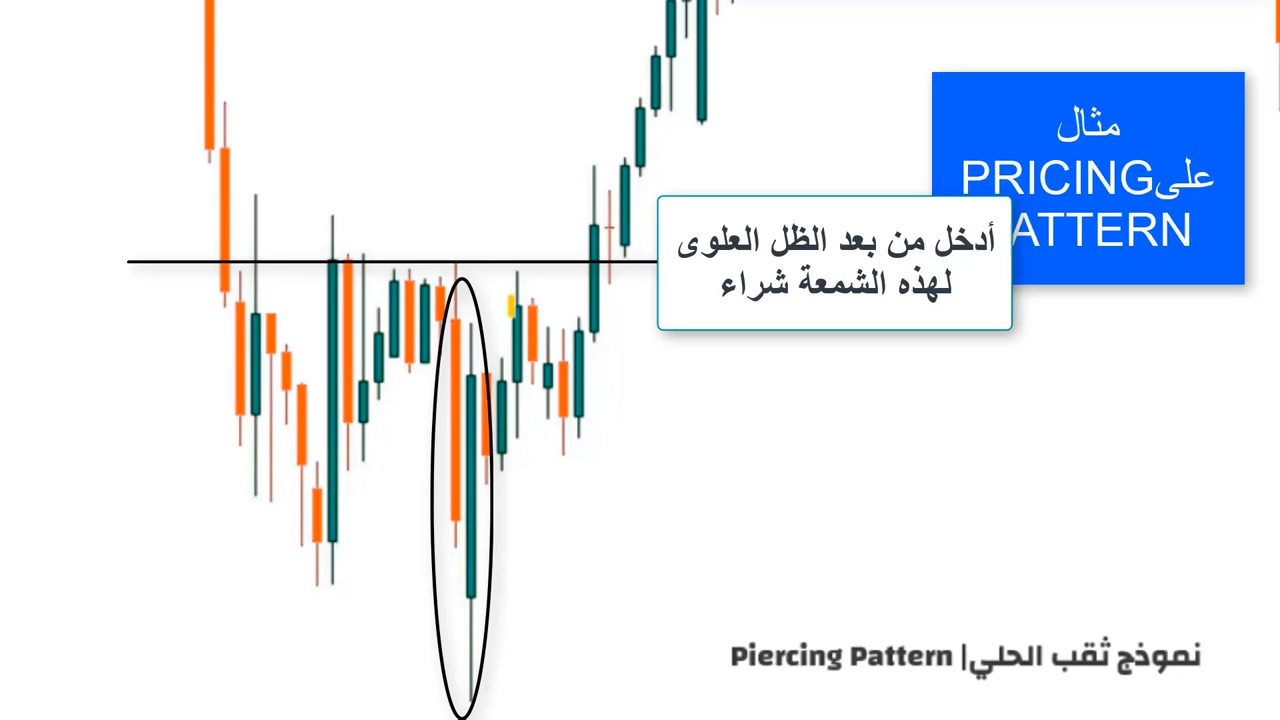 مثال
علىPRICING
ATTERN
أدخل من بعد الظل العلوى
لهذه الشمعة شراء
نموذج ثقب الحلي| Piercing Pattern